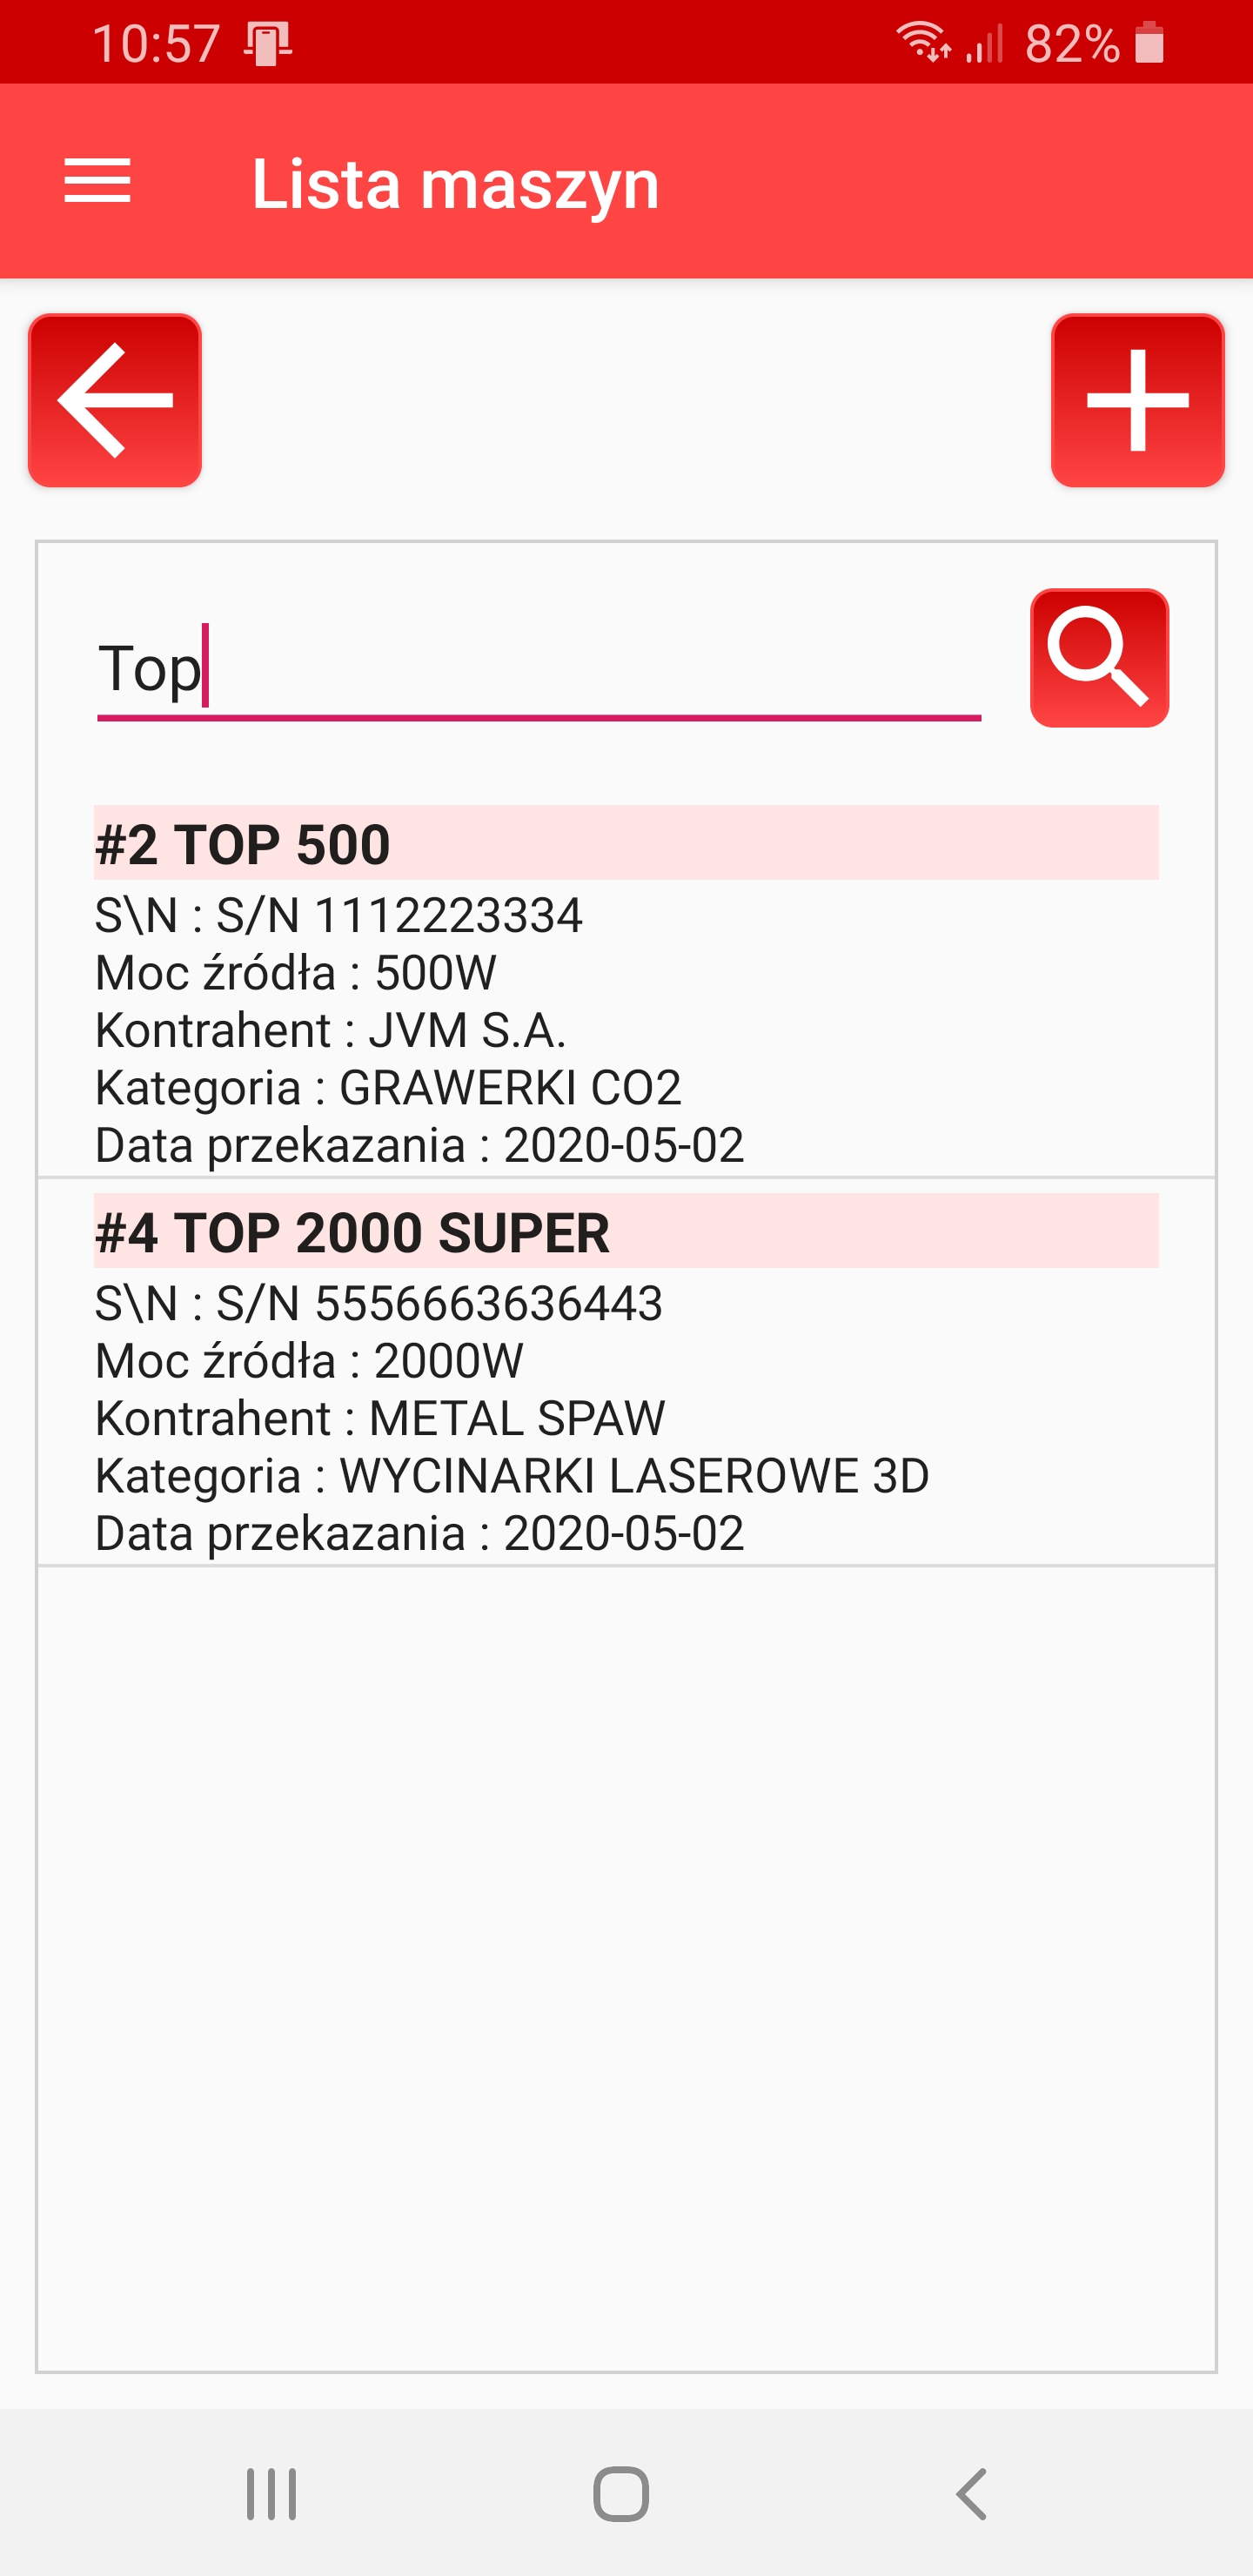 10:57 82%
Lista maszyn
Top
#2 TOP 500
S\N : S/N 1112223334
Moc źródła : 500W
Kontrahent : JVM S.A.
Kategoria : GRAWERKI CO2
Data przekazania : 2020-05-02
#4 TOP 2000 SUPER
S\N : S/N 5556663636443
Moc źródła : 2000W
Kontrahent : METAL SPAW
Kategoria : WYCINARKI LASEROWE 3D
Data przekazania : 2020-05-02